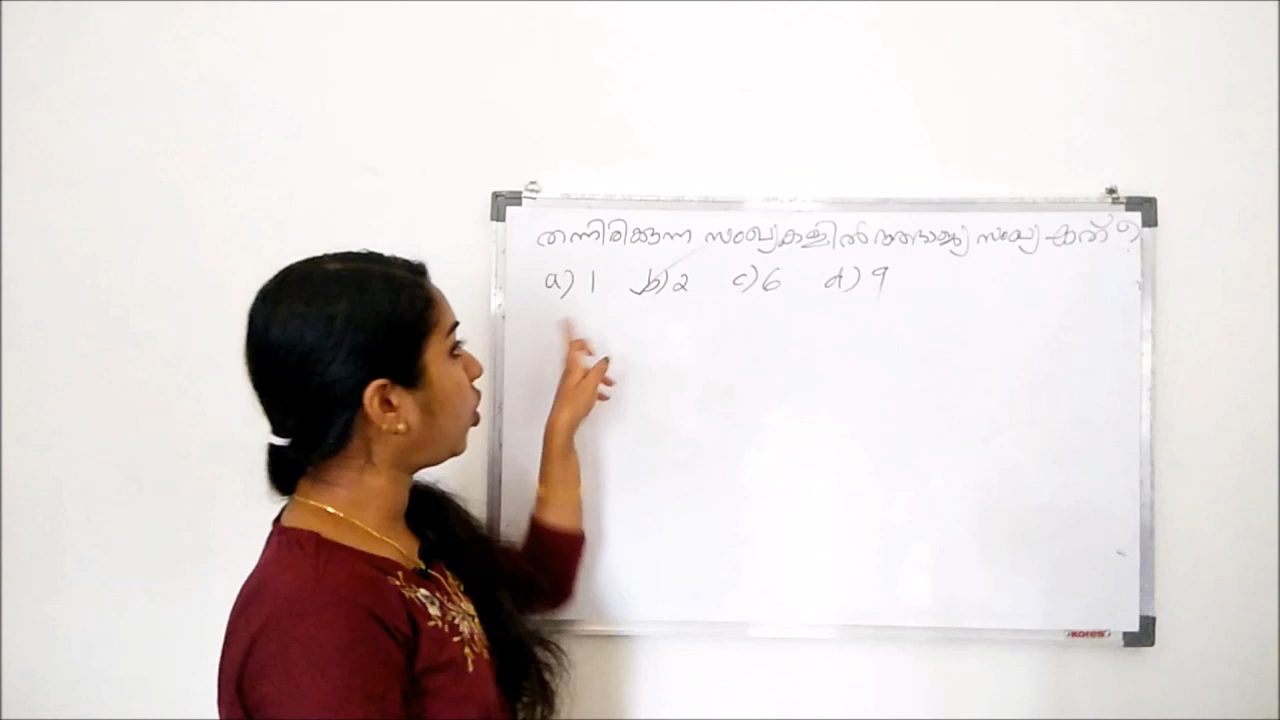 തന്നിരിക്കുന്ന സംഖ്യകളിൽ അഭാജ്യ സംഖ്യ ഏത് ?
a) 1 b) 2 c) 6 d) 9
kores